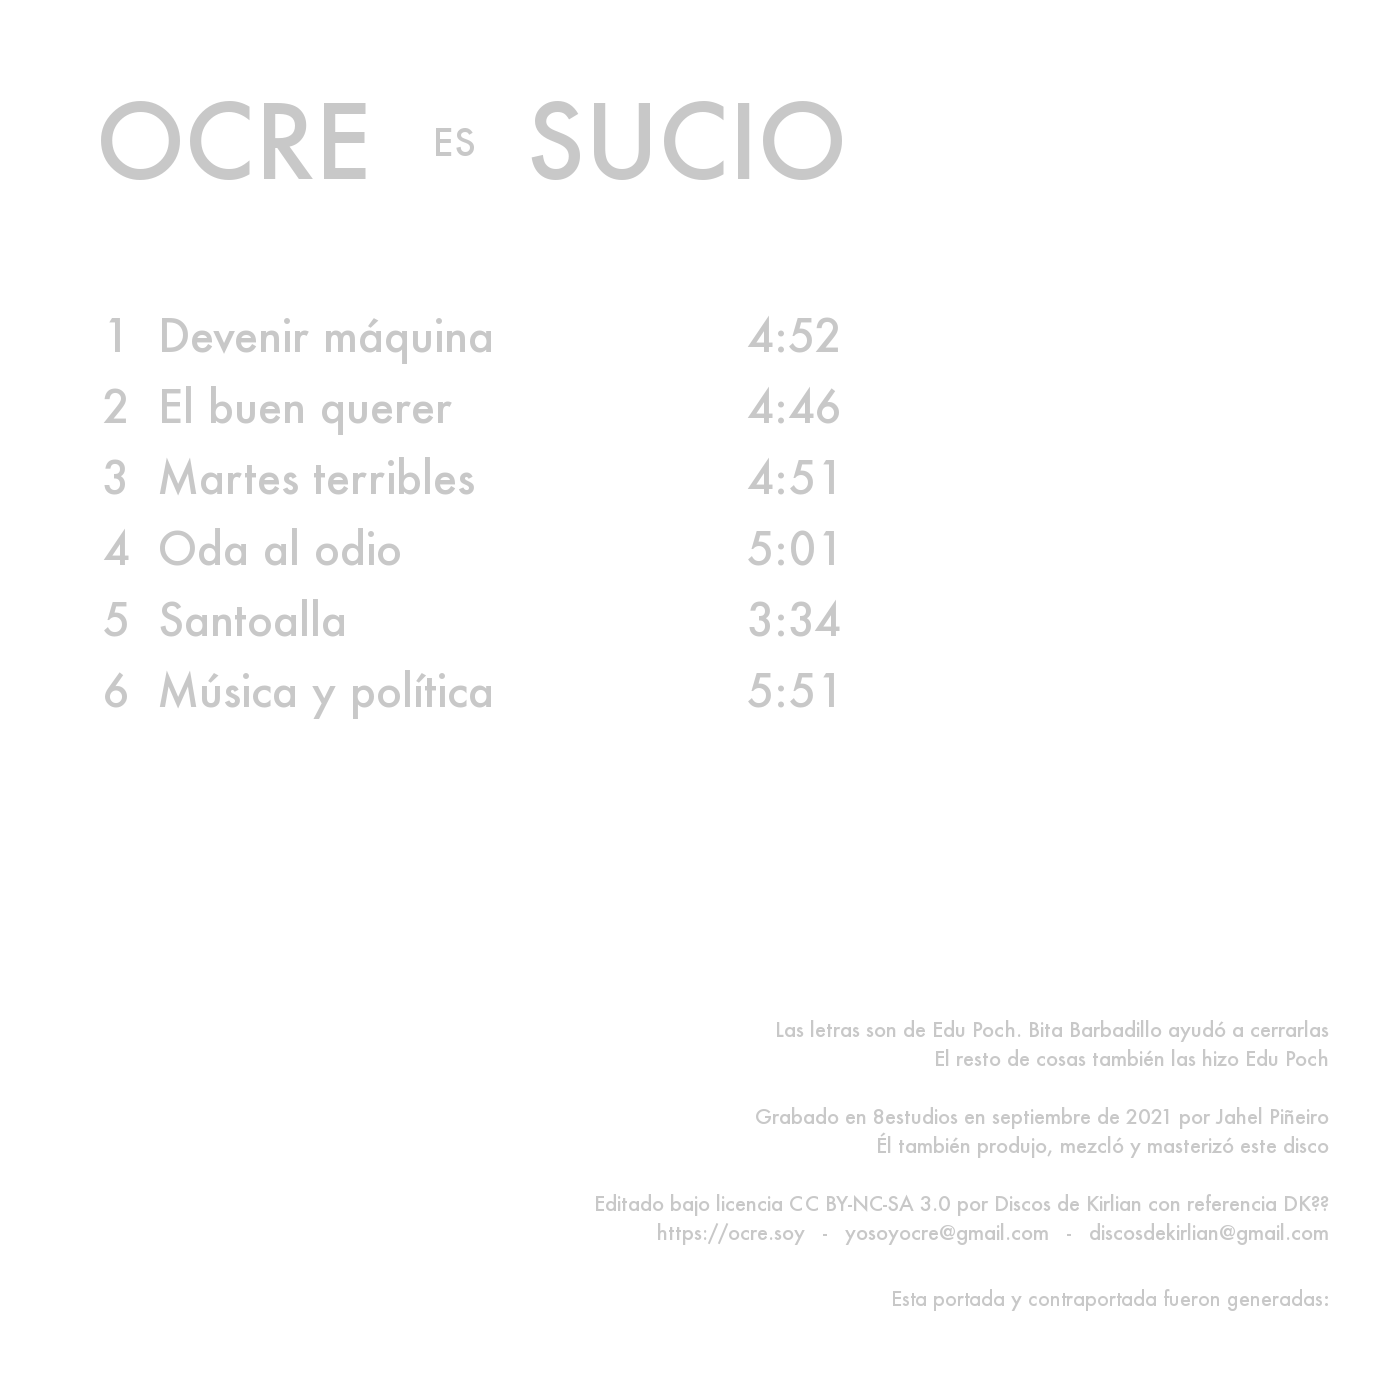 OCRE ES SUCIO
1 Devenir máquina 4:52
2 El buen querer 4:46
3 Martes terribles 4:51
4 Oda al odio 5:01
5 Santoalla 3:34
6 Música y política 5:51
Las letras son de Edu Poch. Bita Barbadillo ayudó a cerrarlas
El resto de cosas también las hizo Edu Poch
Grabado en 8estudios en septiembre de 2021 por Jahel Piñeiro
Él también produjo, mezcló y masterizó este disco
Editado bajo licencia CC BY-NC-SA 3.0 por Discos de Kirlian con referencia DK??
https://ocre.soy - yosoyocre@gmail.com - discosdekirlian@gmail.com
Esta portada y contraportada fueron generadas: